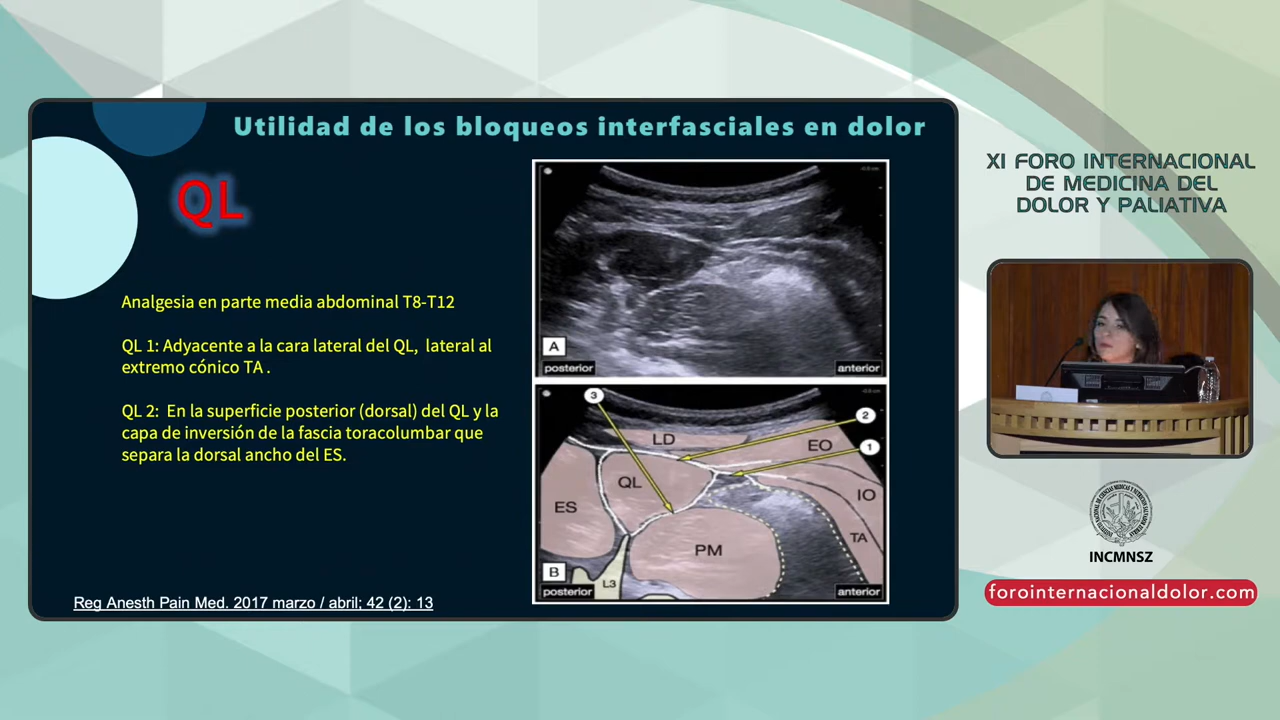 Utilidad de los bloqueos interfasciales en dolor
QL
Analgesia en parte media abdominal T8-T12
QL 1: Adyacente a la cara lateral del QL, lateral al
extremo cónico TA .
QL 2: En la superficie posterior (dorsal) del QL y la
capa de inversión de la fascia toracolumbar que
separa la dorsal ancho del ES.
Reg Anesth Pain Med. 2017 marzo / abril; 42 (2): 13
A
posterior
anterior
3
2
1
LD
EO
QL
ES
IO
PM
TA
L3
B
posterior
anterior
XI FORO INTERNACIONAL
DE MEDICINA DEL
DOLOR Y PALIATIVA
INCMNSZ
forointernacionaldolor.com